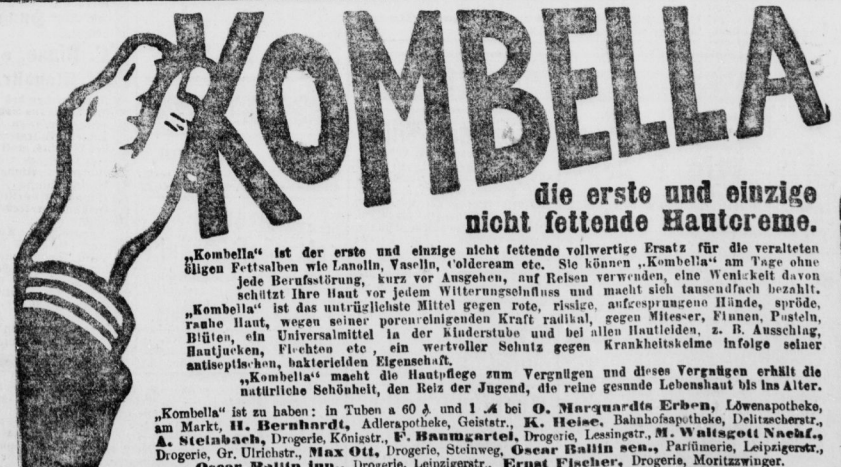 KOMBELLA
die erste und einzige
nicht fettende Hautcreme.
„Kombella“ ist der erste und einzige nicht fettende vollwertige Ersatz für die veralteten
öligen Fettsalben wie Lanolin, Vaselin, Coldcream etc. Sie können „Kombella“ am Tage ohne
jede Berufsstörung, kurz vor Ausgehen, auf Reisen verwenden, eine Wenigkeit davon
schützt Ihre Haut vor jedem Witterungseinfluss und macht sich tausendfach bezahlt.
„Kombella“ ist das untrüglichste Mittel gegen rote, rissige, aufgesprungene Hände, spröde,
rauhe Haut, wegen seiner porenreinigenden Kraft radikal, gegen Mitesser, Finnen, Pusteln,
Blüten, ein Universalmittel in der Kinderstube und bei allen Hautleiden, z. B. Ausschlag,
Hautjucken, Flechten etc., ein wertvoller Schutz gegen Krankheitskeime infolge seiner
antiseptischen, bakterielden Eigenschaft.
„Kombella“ macht die Hautpflege zum Vergnügen und dieses Vergnügen erhält die
natürliche Schönheit, den Reiz der Jugend, die reine gesunde Lebenshaut bis ins Alter.
„Kombella“ ist zu haben: in Tuben a 60 ₰ und 1 ℳ bei O. Marquardts Erben, Löwenapotheke,
am Markt, H. Bernhardt, Adlerapotheke, Geiststr., K. Heise, Bahnhofsapotheke, Delitzscherstr.,
A. Steinbach, Drogerie, Königstr., F. Baumgartel, Drogerie, Lessingstr., M. Waltsgott Nachf.,
Drogerie, Gr. Ulrichstr., Max Ott, Drogerie, Steinweg, Oscar Ballin sen., Parfümerie, Leipzigerstr.,
Oscar Ballin jun., Drogerie, Leipzigerstr., Ernst Fischer, Drogerie, Moritzzwinger.